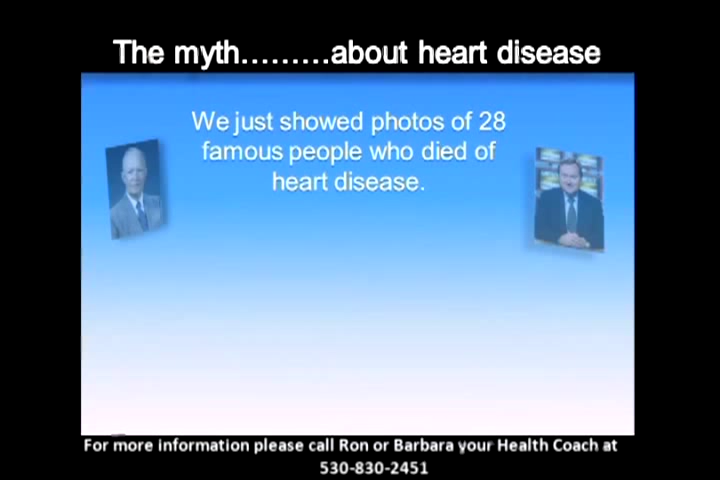 The myth.........about heart disease
We just showed photos of 28
famous people who died of
heart disease.
For more information please call Ron or Barbara your Health Coach at
530-830-2451